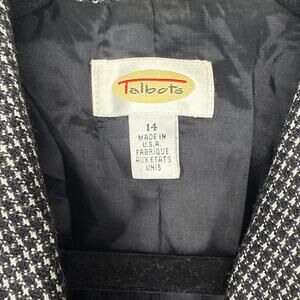 Talbots
14
MADE IN
U.S.A.
FABRIQUE
AUX ETATS
UNIS